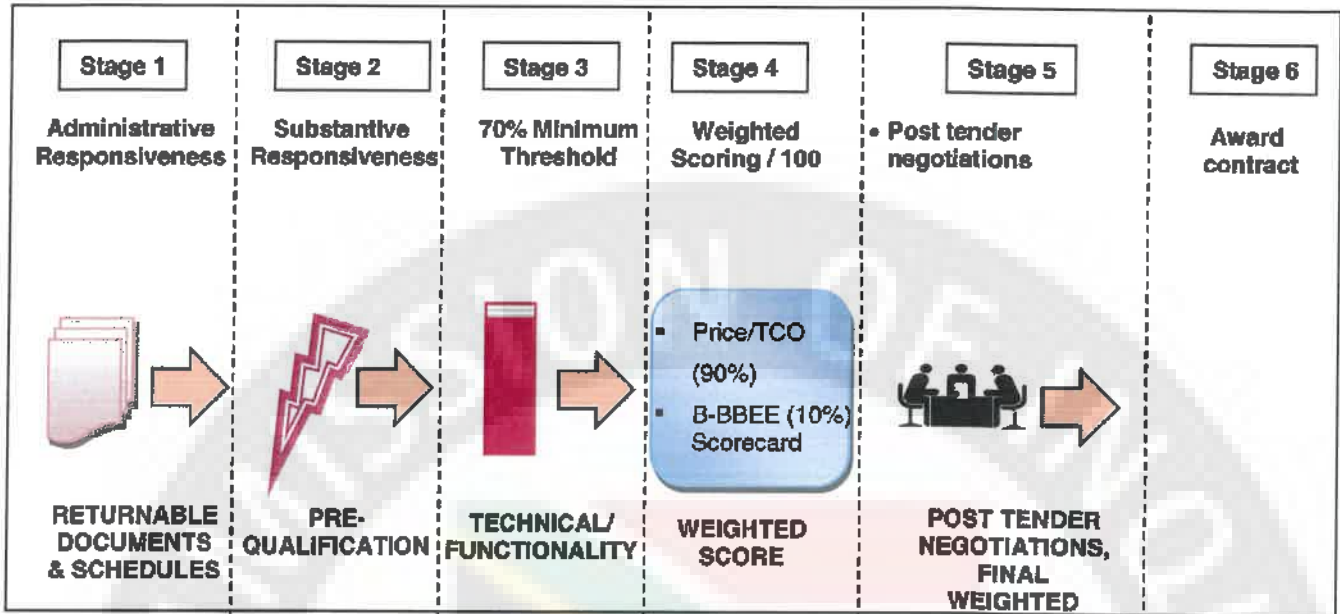 Stage 1
Administrative
Responsiveness
RETURNABLE
DOCUMENTS
& SCHEDULES
Stage 2
Substantive
Responsiveness
PRE-
QUALIFICATION
Stage 3
70% Minimum
Threshold
TECHNICAL/
FUNCTIONALITY
Stage 4
Weighted
Scoring / 100
▪ Price/TCO
(90%)
▪ B-BBEE (10%)
Scorecard
WEIGHTED
SCORE
Stage 5
• Post tender
negotiations
POST TENDER
NEGOTIATIONS,
FINAL
WEIGHTED
Stage 6
Award
contract